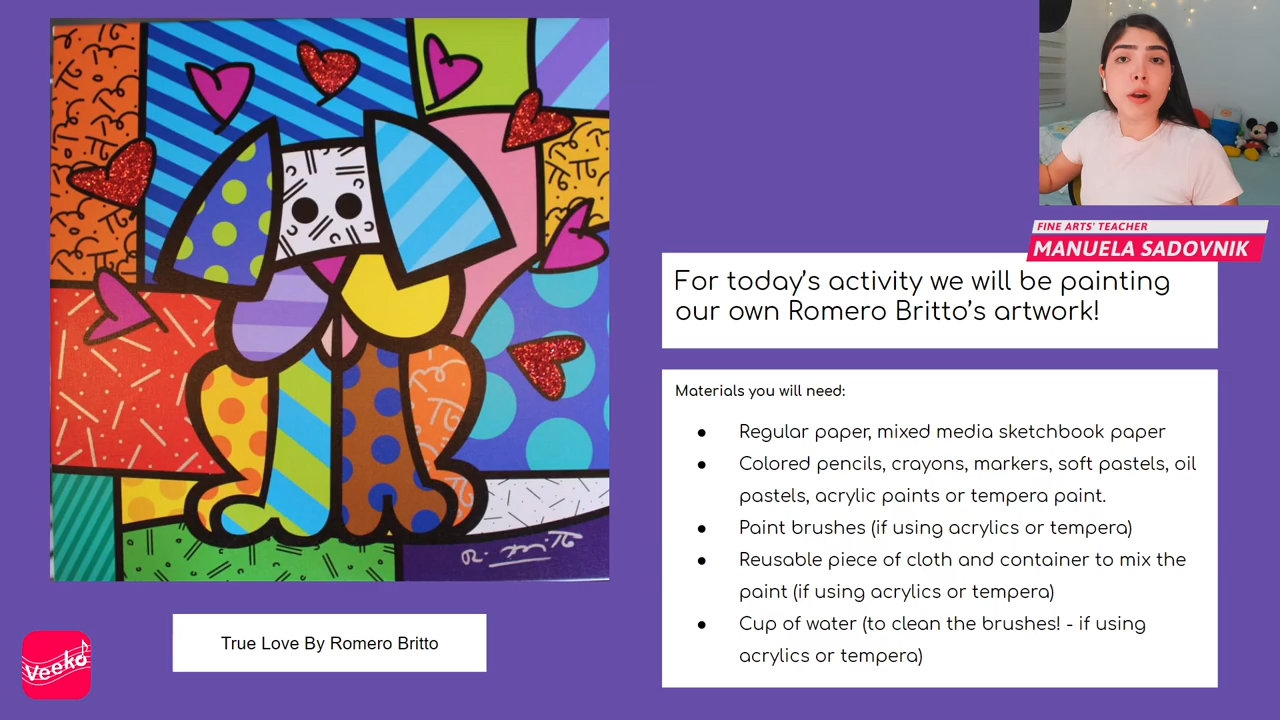 FINE ARTS' TEACHER
MANUELA SADOVNIK
For today's activity we will be painting
our own Romero Britto's artwork!
Materials you will need:
● Regular paper, mixed media sketchbook paper
● Colored pencils, crayons, markers, soft pastels, oil
pastels, acrylic paints or tempera paint.
● Paint brushes (if using acrylics or tempera)
● Reusable piece of cloth and container to mix the
paint (if using acrylics or tempera)
● Cup of water (to clean the brushes! - if using
acrylics or tempera)
True Love By Romero Britto
Veeko